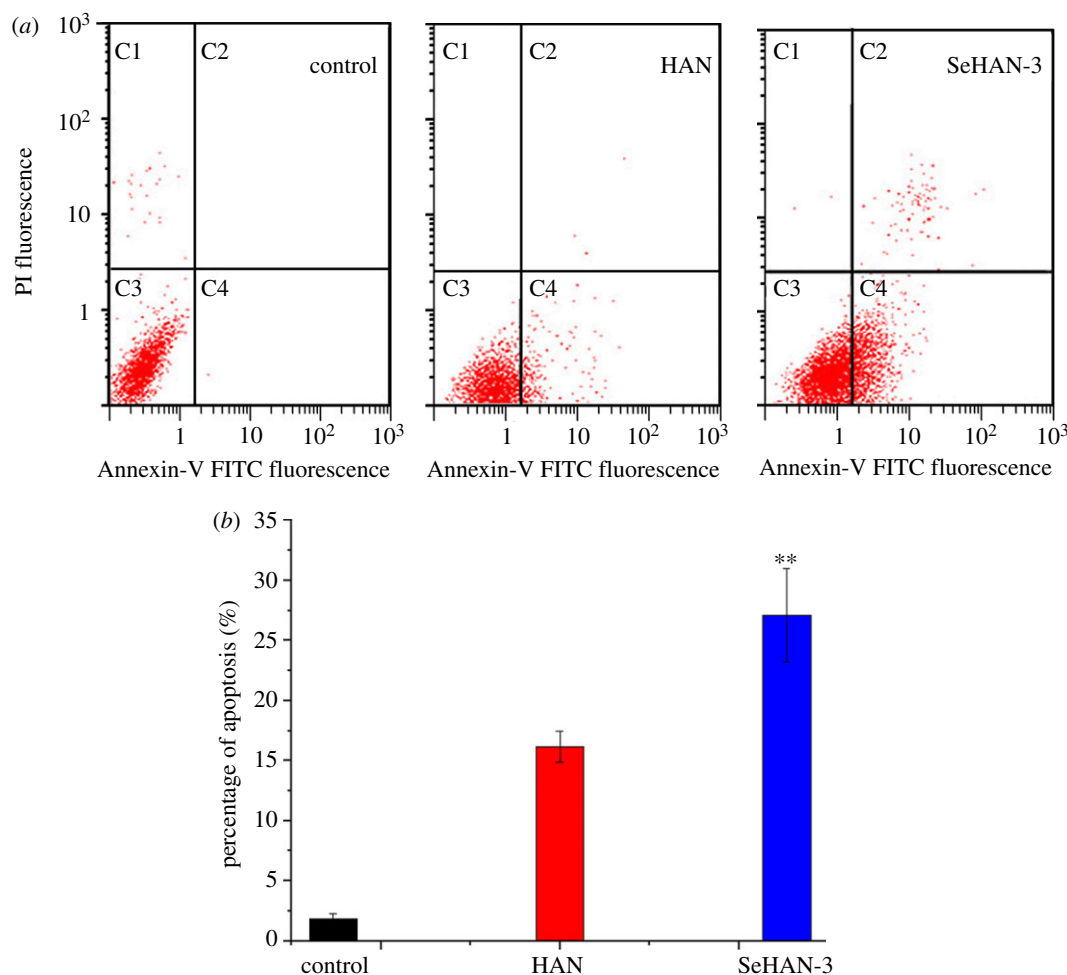 (a)
10³
10²
10
1
PI fluorescence
C1 C2
control
C3 C4
1 10 10² 10³
Annexin-V FITC fluorescence
C1 C2
HAN
C3 C4
1 10 10² 10³
Annexin-V FITC fluorescence
C1 C2
SeHAN-3
C3 C4
1 10 10² 10³
Annexin-V FITC fluorescence
(b)
35
30
25
20
15
10
5
0
percentage of apoptosis (%)
**
control HAN SeHAN-3